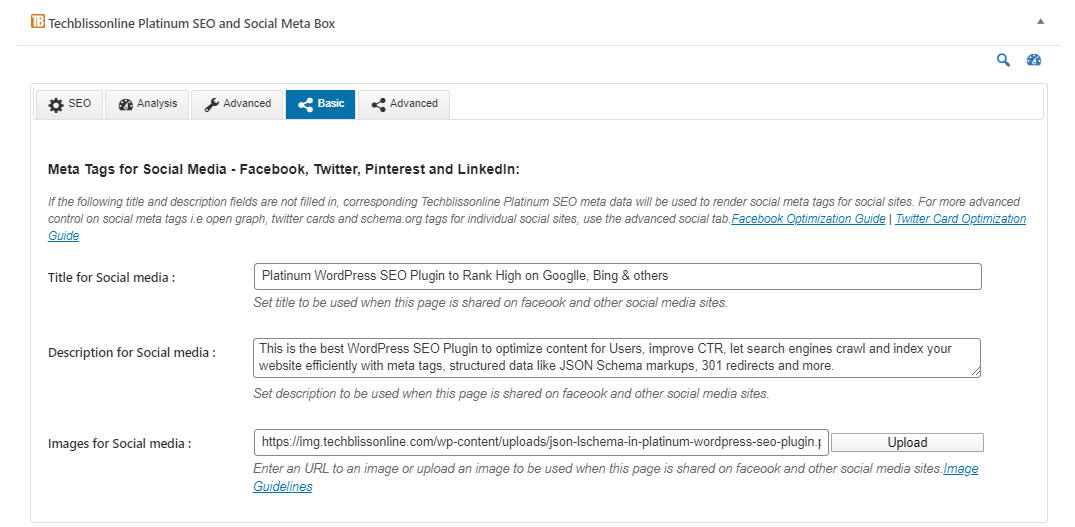 TB Techblissonline Platinum SEO and Social Meta Box
SEO Analysis Advanced Basic Advanced
Meta Tags for Social Media - Facebook, Twitter, Pinterest and LinkedIn:
If the following title and description fields are not filled in, corresponding Techblissonline Platinum SEO meta data will be used to render social meta tags for social sites. For more advanced
control on social meta tags i.e open graph, twitter cards and schema.org tags for individual social sites, use the advanced social tab.Facebook Optimization Guide | Twitter Card Optimization
Guide
Title for Social media :
Platinum WordPress SEO Plugin to Rank High on Googlle, Bing & others
Set title to be used when this page is shared on faceook and other social media sites.
Description for Social media :
This is the best WordPress SEO Plugin to optimize content for Users, improve CTR, let search engines crawl and index your
website efficiently with meta tags, structured data like JSON Schema markups, 301 redirects and more.
Set description to be used when this page is shared on faceook and other social media sites.
Images for Social media :
https://img.techblissonline.com/wp-content/uploads/json-lschema-in-platinum-wordpress-seo-plugin.p
Upload
Enter an URL to an image or upload an image to be used when this page is shared on faceook and other social media sites.Image
Guidelines